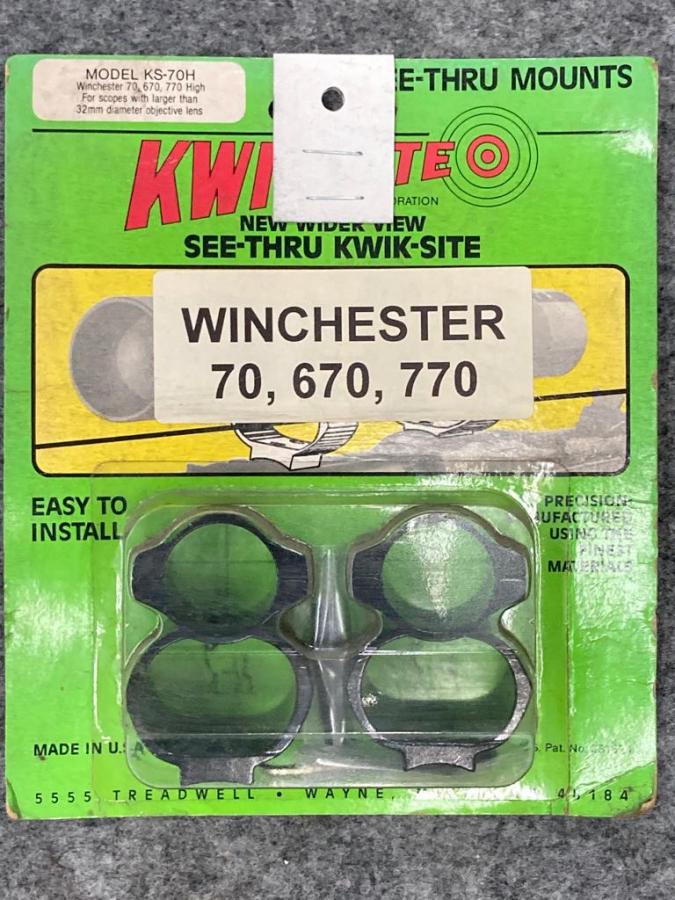 MODEL KS-70H
Winchester 70, 670, 770 High
For scopes with larger than
32mm diameter objective lens
EE-THRU MOUNTS
KWI TE
ORATION
NEW WIDER VIEW
SEE-THRU KWIK-SITE
WINCHESTER
70, 670, 770
EASY TO
INSTALL
PRECISION-
UFACTURED
USING THE
FINEST
MATERIALS
MADE IN U.S.A.
Pat. No.
5555 TREADWELL • WAYNE,